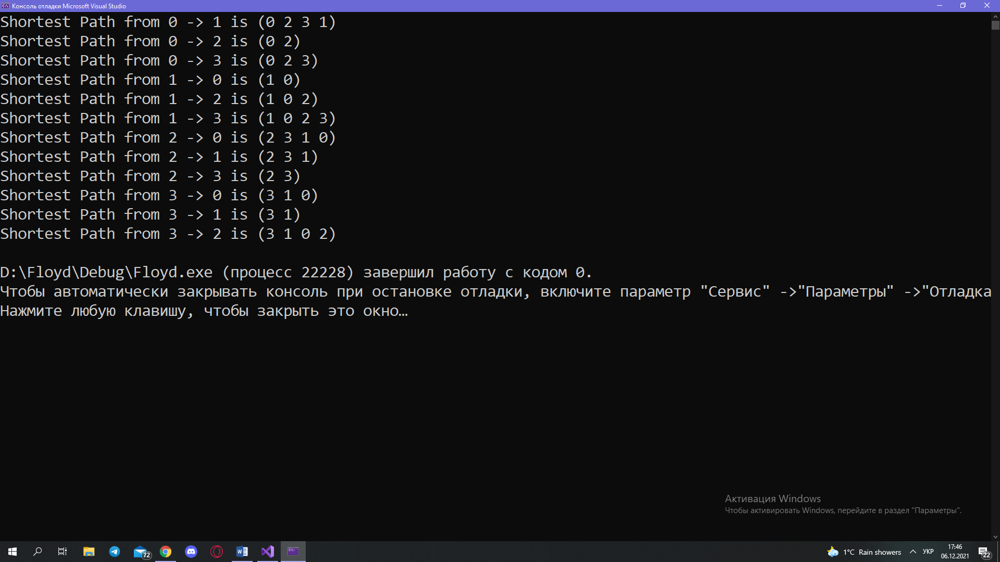 Консоль отладки Microsoft Visual Studio
Shortest Path from 0 -> 1 is (0 2 3 1)
Shortest Path from 0 -> 2 is (0 2)
Shortest Path from 0 -> 3 is (0 2 3)
Shortest Path from 1 -> 0 is (1 0)
Shortest Path from 1 -> 2 is (1 0 2)
Shortest Path from 1 -> 3 is (1 0 2 3)
Shortest Path from 2 -> 0 is (2 3 1 0)
Shortest Path from 2 -> 1 is (2 3 1)
Shortest Path from 2 -> 3 is (2 3)
Shortest Path from 3 -> 0 is (3 1 0)
Shortest Path from 3 -> 1 is (3 1)
Shortest Path from 3 -> 2 is (3 1 0 2)
D:\Floyd\Debug\Floyd.exe (процесс 22228) завершил работу с кодом 0.
Чтобы автоматически закрывать консоль при остановке отладки, включите параметр "Сервис" ->"Параметры" ->"Отладка
Нажмите любую клавишу, чтобы закрыть это окно…
Активация Windows
Чтобы активировать Windows, перейдите в раздел "Параметры".
72
1°C Rain showers
УКР
17:46
06.12.2021
22